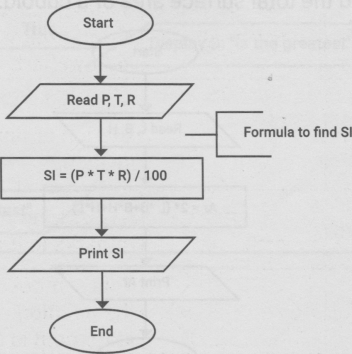 Start
Read P, T, R
Formula to find SI
SI = (P * T * R) / 100
Print SI
End